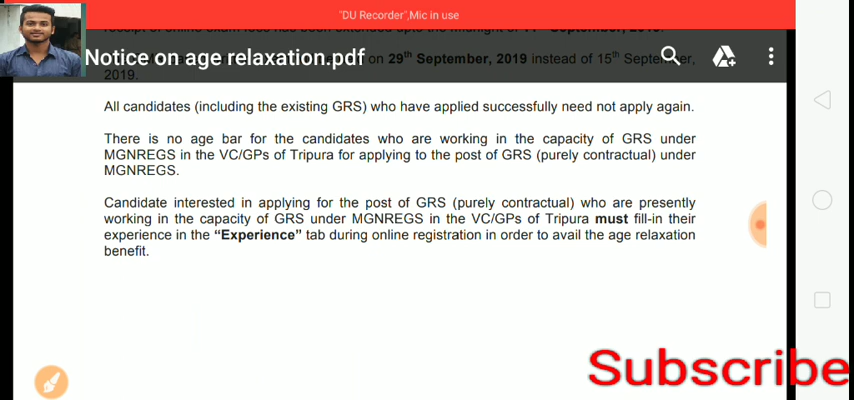 "DU Recorder",Mic in use
Notice on age relaxation.pdf
on 29th September, 2019 instead of 15th September,
2019.
All candidates (including the existing GRS) who have applied successfully need not apply again.
There is no age bar for the candidates who are working in the capacity of GRS under
MGNREGS in the VC/GPs of Tripura for applying to the post of GRS (purely contractual) under
MGNREGS.
Candidate interested in applying for the post of GRS (purely contractual) who are presently
working in the capacity of GRS under MGNREGS in the VC/GPs of Tripura must fill-in their
experience in the “Experience” tab during online registration in order to avail the age relaxation
benefit.
Subscribe